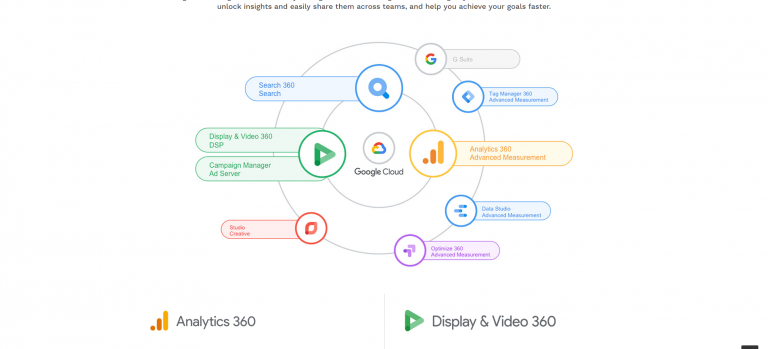 unlock insights and easily share them across teams, and help you achieve your goals faster.
G Suite
Search 360
Search
Tag Manager 360
Advanced Measurement
Display & Video 360
DSP
Campaign Manager
Ad Server
Google Cloud
Analytics 360
Advanced Measurement
Data Studio
Advanced Measurement
Studio
Creative
Optimize 360
Advanced Measurement
Analytics 360
Display & Video 360